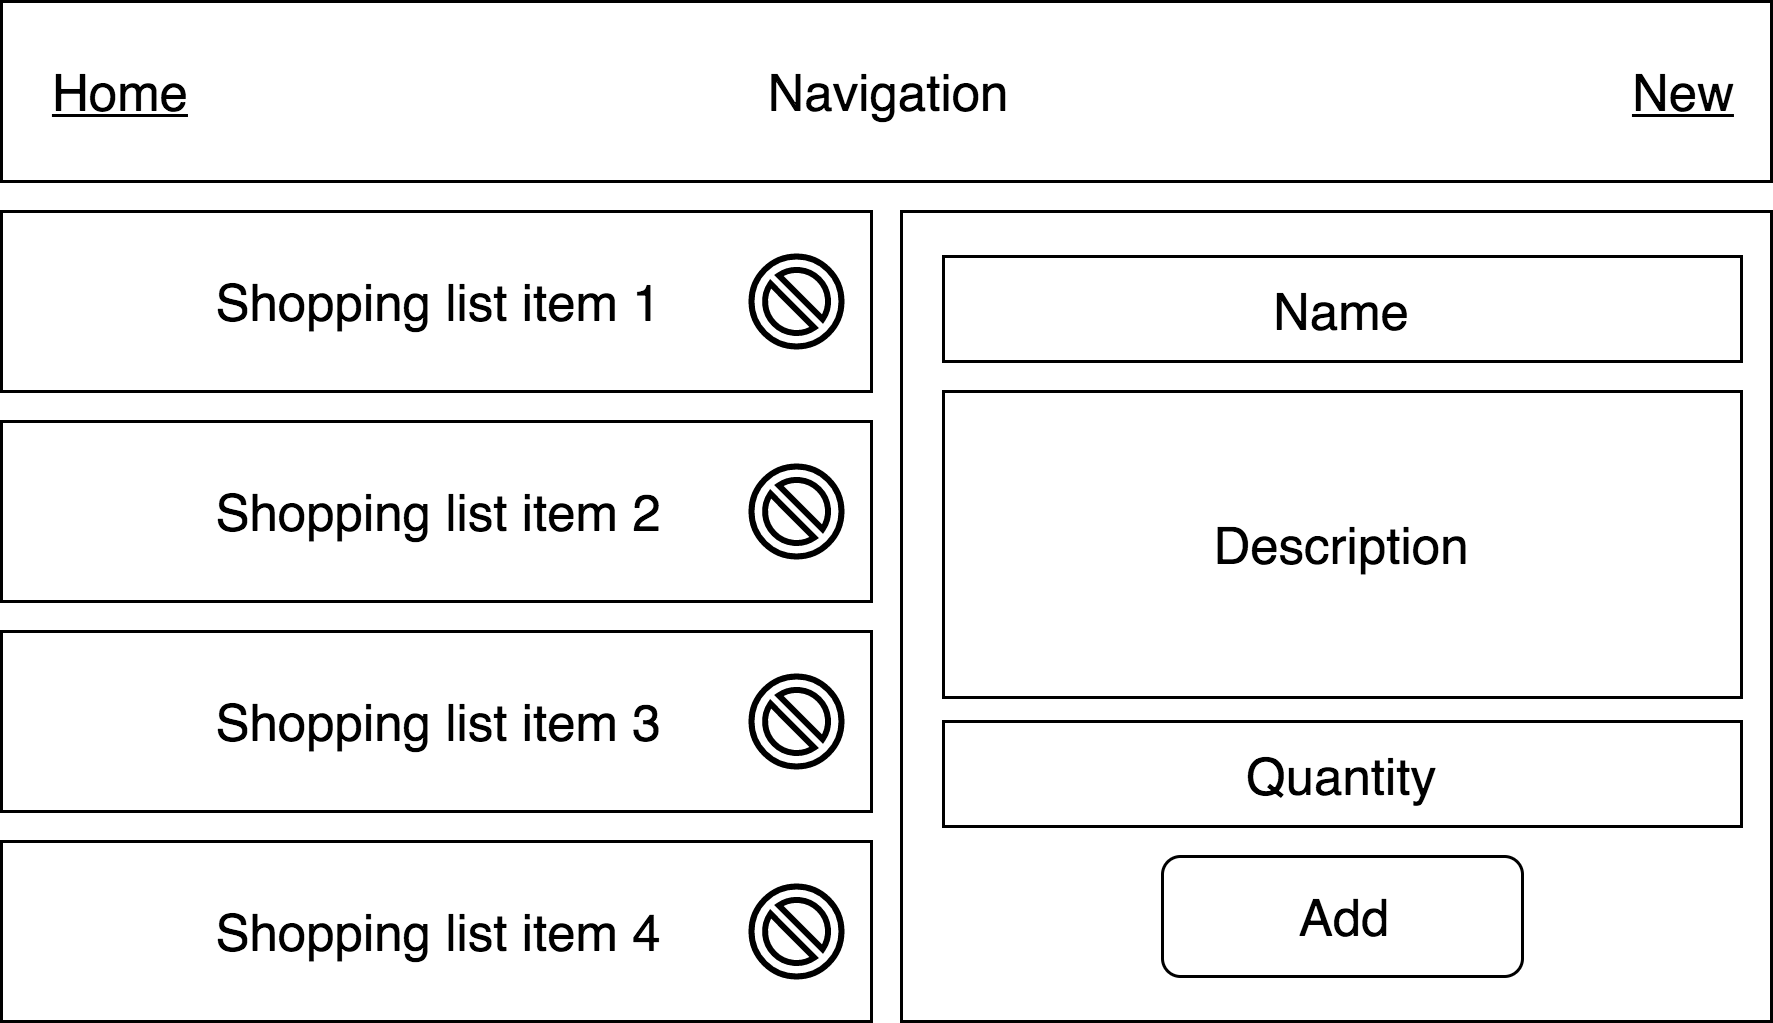 Home
Navigation
New
Shopping list item 1
Shopping list item 2
Shopping list item 3
Shopping list item 4
Name
Description
Quantity
Add